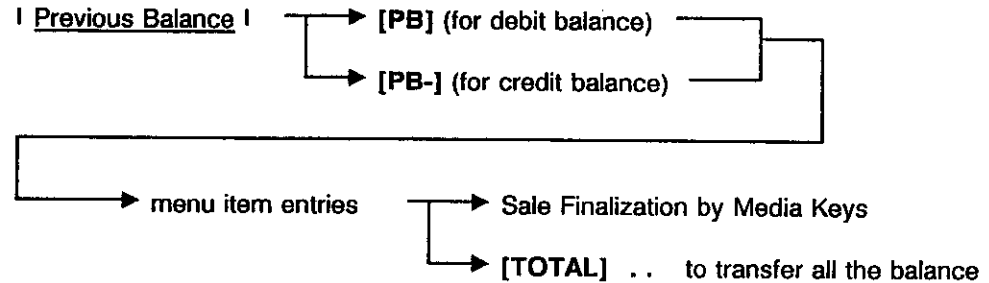 | Previous Balance | [PB] (for debit balance)
[PB-] (for credit balance)
menu item entries Sale Finalization by Media Keys
[TOTAL] . . to transfer all the balance